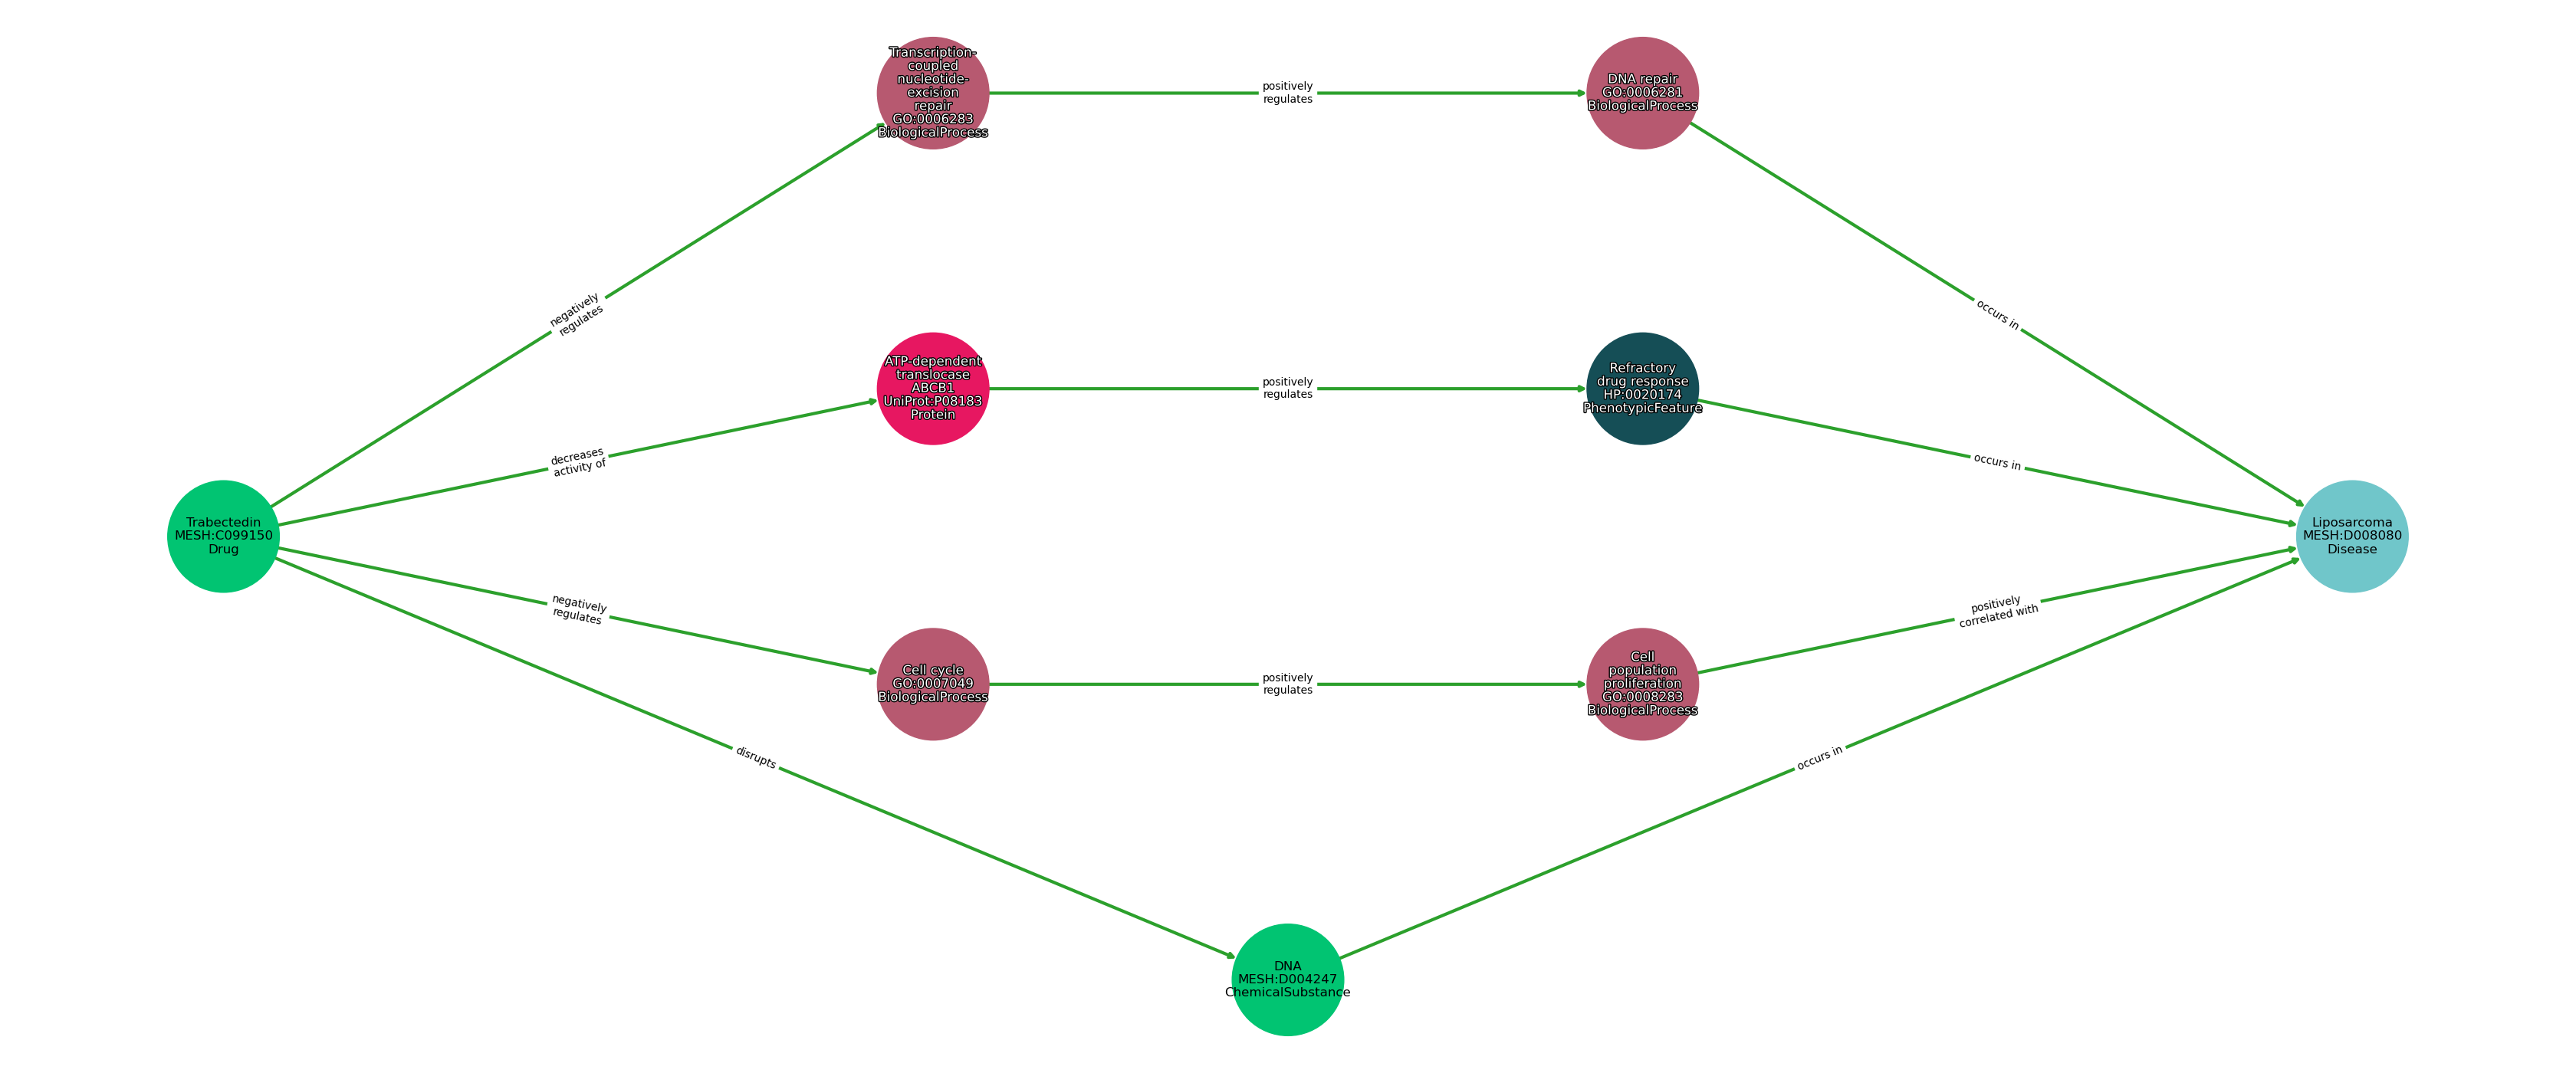 Transcription-
coupled
nucleotide-
excision
repair
GO:0006283
BiologicalProcess
positively
regulates
DNA repair
GO:0006281
BiologicalProcess
negatively
regulates
occurs in
ATP-dependent
translocase
ABCB1
UniProt:P08183
Protein
positively
regulates
Refractory
drug response
HP:0020174
PhenotypicFeature
decreases
activity of
occurs in
Trabectedin
MESH:C099150
Drug
Liposarcoma
MESH:D008080
Disease
negatively
regulates
positively
correlated with
Cell cycle
GO:0007049
BiologicalProcess
positively
regulates
Cell
population
proliferation
GO:0008283
BiologicalProcess
disrupts
occurs in
DNA
MESH:D004247
ChemicalSubstance